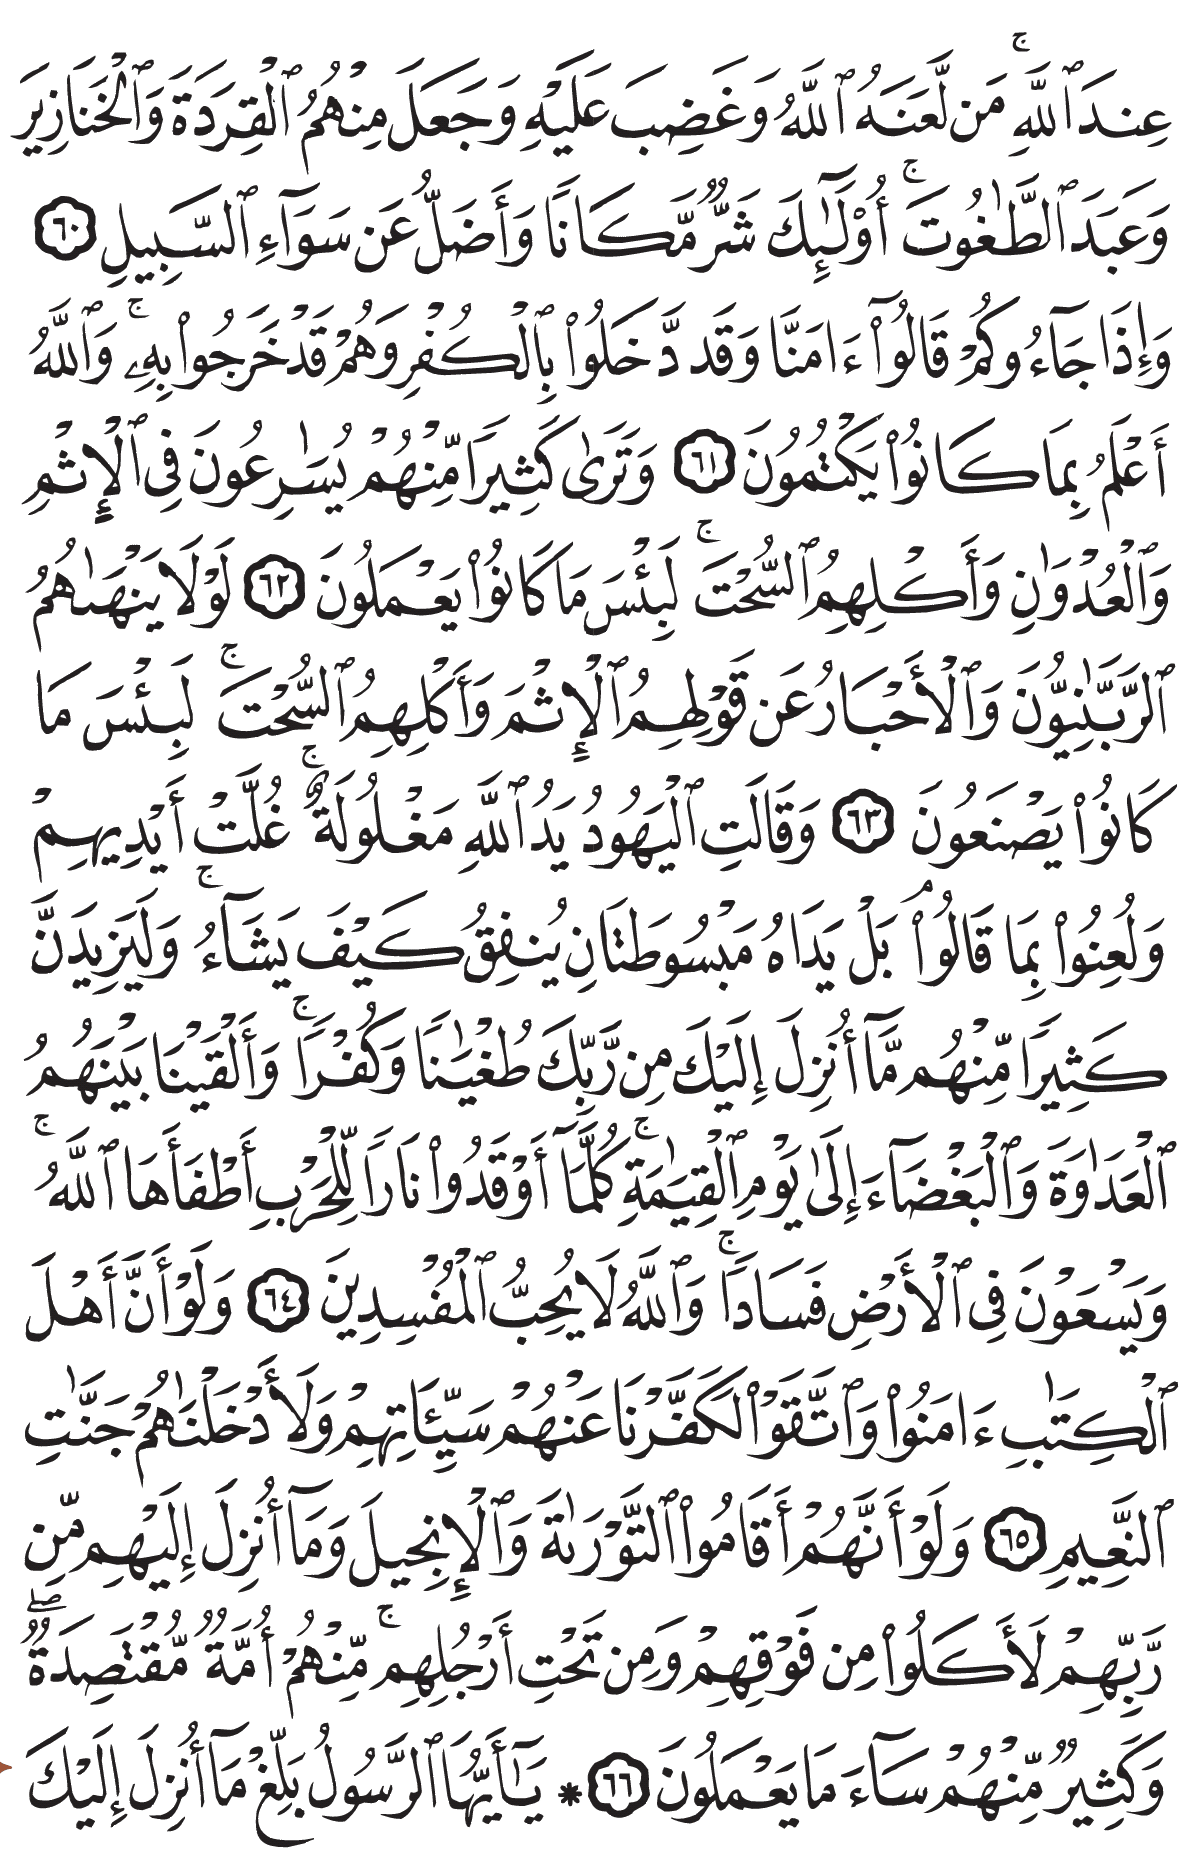 عِندَ ٱللَّهِۚ مَن لَّعَنَهُ ٱللَّهُ وَغَضِبَ عَلَيْهِ وَجَعَلَ مِنْهُمُ ٱلْقِرَدَةَ وَٱلْخَنَازِيرَ
وَعَبَدَ ٱلطَّٰغُوتَۚ أُوْلَٰٓئِكَ شَرٌّ مَّكَانًا وَأَضَلُّ عَن سَوَآءِ ٱلسَّبِيلِ ٦٠
وَإِذَا جَآءُوكُمْ قَالُوٓاْ ءَامَنَّا وَقَد دَّخَلُواْ بِٱلْكُفْرِ وَهُمْ قَدْ خَرَجُواْ بِهِۦۚ وَٱللَّهُ
أَعْلَمُ بِمَا كَانُواْ يَكْتُمُونَ ٦١ وَتَرَىٰ كَثِيرًا مِّنْهُمْ يُسَٰرِعُونَ فِي ٱلْإِثْمِ
وَٱلْعُدْوَٰنِ وَأَكْلِهِمُ ٱلسُّحْتَۚ لَبِئْسَ مَا كَانُواْ يَعْمَلُونَ ٦٢ لَوْلَا يَنْهَىٰهُمُ
ٱلرَّبَّٰنِيُّونَ وَٱلْأَحْبَارُ عَن قَوْلِهِمُ ٱلْإِثْمَ وَأَكْلِهِمُ ٱلسُّحْتَۚ لَبِئْسَ مَا
كَانُواْ يَصْنَعُونَ ٦٣ وَقَالَتِ ٱلْيَهُودُ يَدُ ٱللَّهِ مَغْلُولَةٌۚ غُلَّتْ أَيْدِيهِمْ
وَلُعِنُواْ بِمَا قَالُواْۘ بَلْ يَدَاهُ مَبْسُوطَتَانِ يُنفِقُ كَيْفَ يَشَآءُۚ وَلَيَزِيدَنَّ
كَثِيرًا مِّنْهُم مَّآ أُنزِلَ إِلَيْكَ مِن رَّبِّكَ طُغْيَٰنًا وَكُفْرًاۚ وَأَلْقَيْنَا بَيْنَهُمُ
ٱلْعَدَٰوَةَ وَٱلْبَغْضَآءَ إِلَىٰ يَوْمِ ٱلْقِيَٰمَةِۚ كُلَّمَآ أَوْقَدُواْ نَارًا لِّلْحَرْبِ أَطْفَأَهَا ٱللَّهُۚ
وَيَسْعَوْنَ فِي ٱلْأَرْضِ فَسَادًاۚ وَٱللَّهُ لَا يُحِبُّ ٱلْمُفْسِدِينَ ٦٤ وَلَوْ أَنَّ أَهْلَ
ٱلْكِتَٰبِ ءَامَنُواْ وَٱتَّقَوْاْ لَكَفَّرْنَا عَنْهُمْ سَيِّـَٔاتِهِمْ وَلَأَدْخَلْنَٰهُمْ جَنَّٰتِ
ٱلنَّعِيمِ ٦٥ وَلَوْ أَنَّهُمْ أَقَامُواْ ٱلتَّوْرَىٰةَ وَٱلْإِنجِيلَ وَمَآ أُنزِلَ إِلَيْهِم مِّن
رَّبِّهِمْ لَأَكَلُواْ مِن فَوْقِهِمْ وَمِن تَحْتِ أَرْجُلِهِمۚ مِّنْهُمْ أُمَّةٌ مُّقْتَصِدَةٌۖ
وَكَثِيرٌ مِّنْهُمْ سَآءَ مَا يَعْمَلُونَ ٦٦ * يَٰٓأَيُّهَا ٱلرَّسُولُ بَلِّغْ مَآ أُنزِلَ إِلَيْكَ